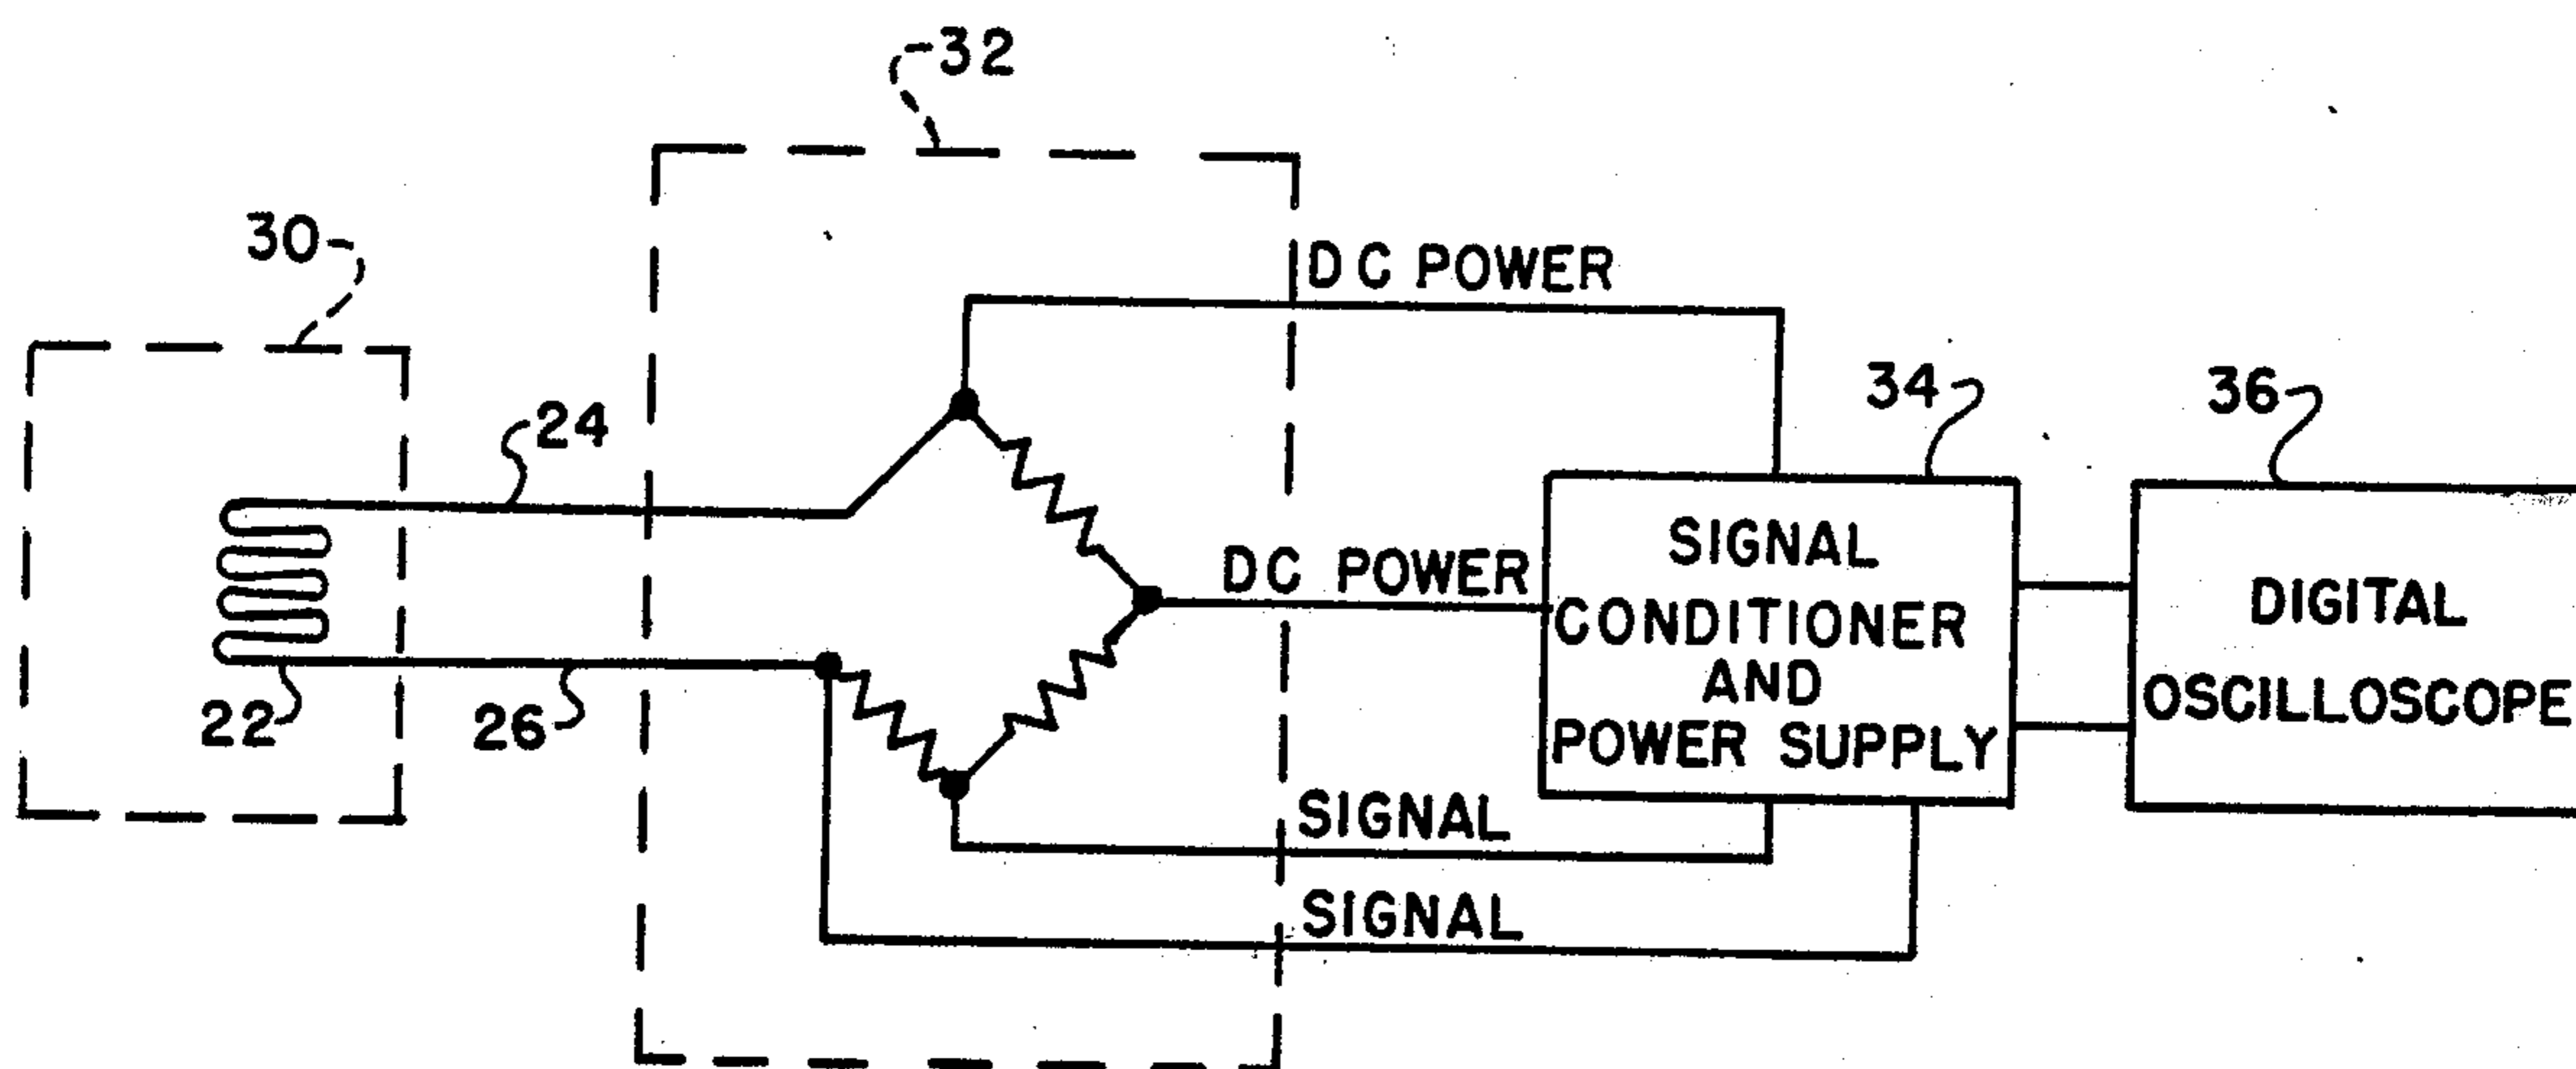 32
30
DC POWER
24
34
36
DC POWER
SIGNAL
CONDITIONER
AND
POWER SUPPLY
DIGITAL
OSCILLOSCOPE
22
26
SIGNAL
SIGNAL